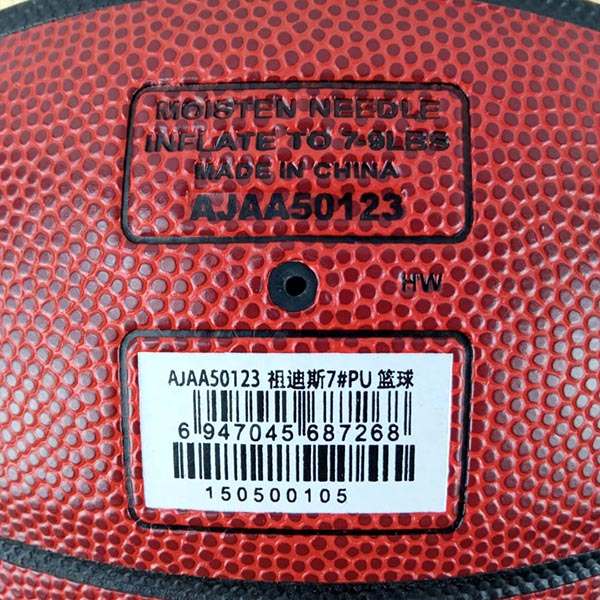 MOISTEN NEEDLE
INFLATE TO 7-9LBS
MADE IN CHINA
AJAA50123
HW
AJAA50123 祖迪斯7#PU 篮球
6 947045 687268
150500105